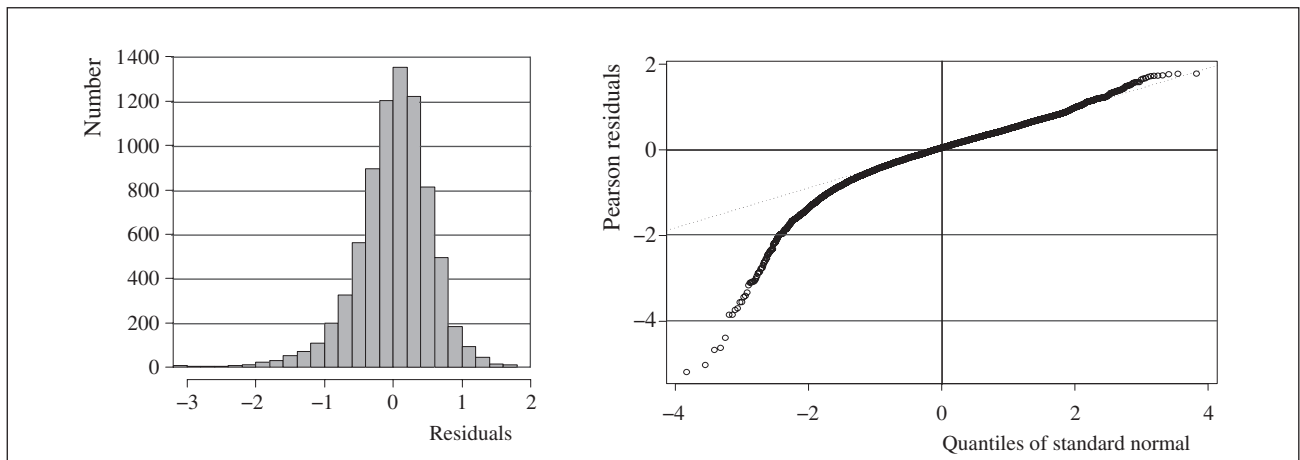 Number
1400
1200
1000
800
600
400
200
0
−3 −2 −1 0 1 2
Residuals
Pearson residuals
2
0
−2
−4
−4 −2 0 2 4
Quantiles of standard normal